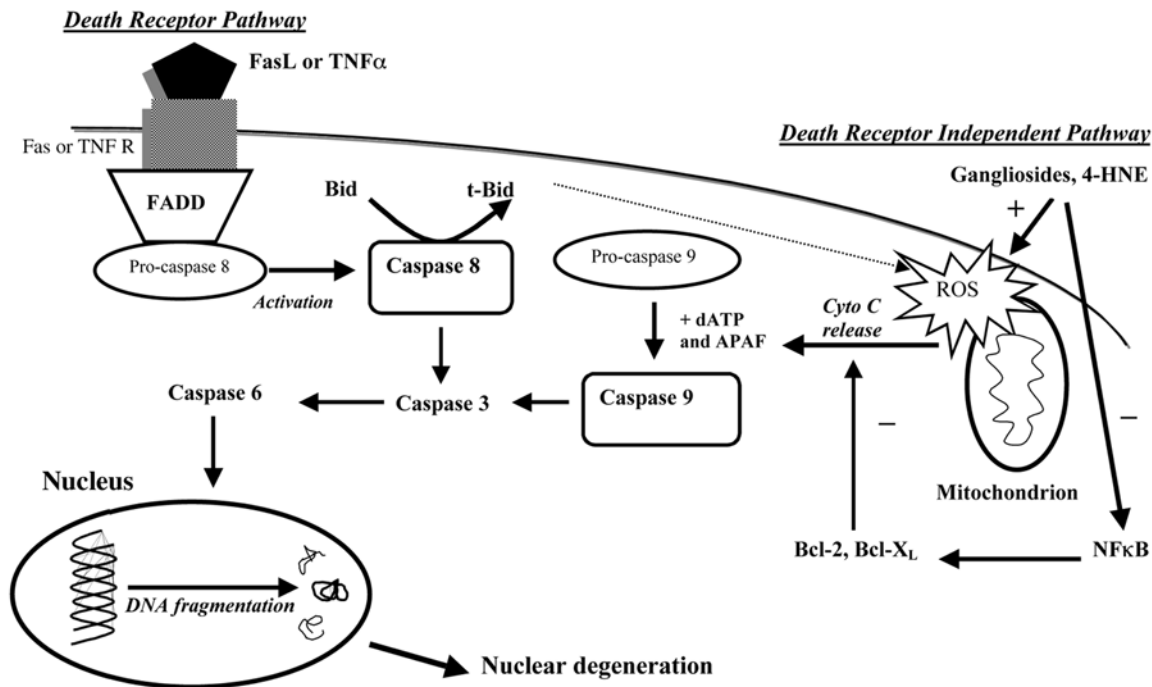 Death Receptor Pathway
FasL or TNFα
Fas or TNF R
FADD
Pro-caspase 8
Activation
Bid
t-Bid
Caspase 8
Pro-caspase 9
+ dATP
and APAF
Caspase 9
Caspase 3
Caspase 6
Death Receptor Independent Pathway
Gangliosides, 4-HNE
+
ROS
Cyto C
release
Mitochondrion
–
–
NFκB
Bcl-2, Bcl-XL
Nucleus
DNA fragmentation
Nuclear degeneration